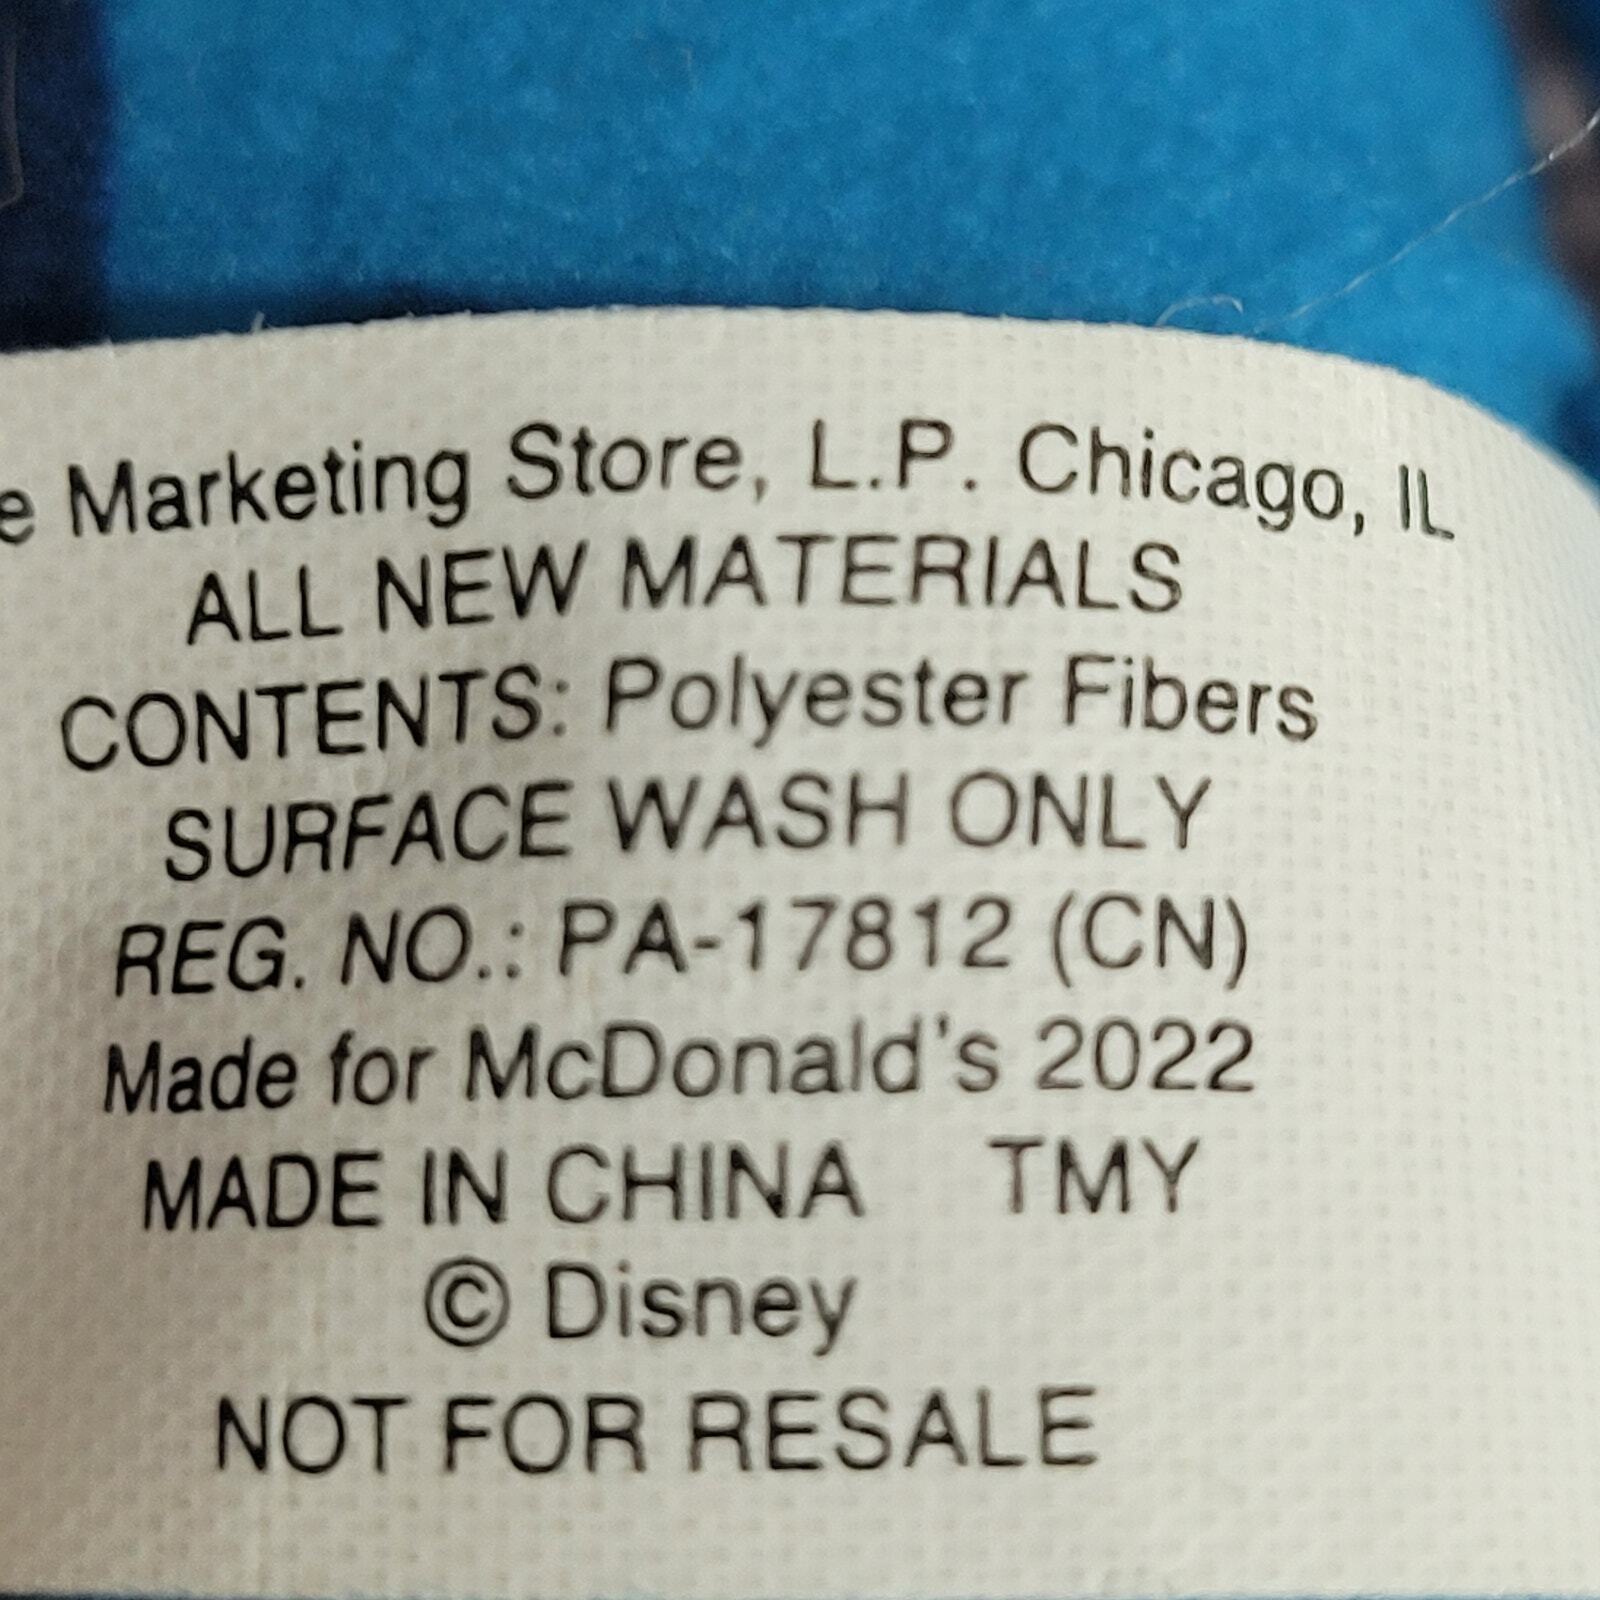 e Marketing Store, L.P. Chicago, IL
ALL NEW MATERIALS
CONTENTS: Polyester Fibers
SURFACE WASH ONLY
REG. NO.: PA-17812 (CN)
Made for McDonald's 2022
MADE IN CHINA TMY
© Disney
NOT FOR RESALE